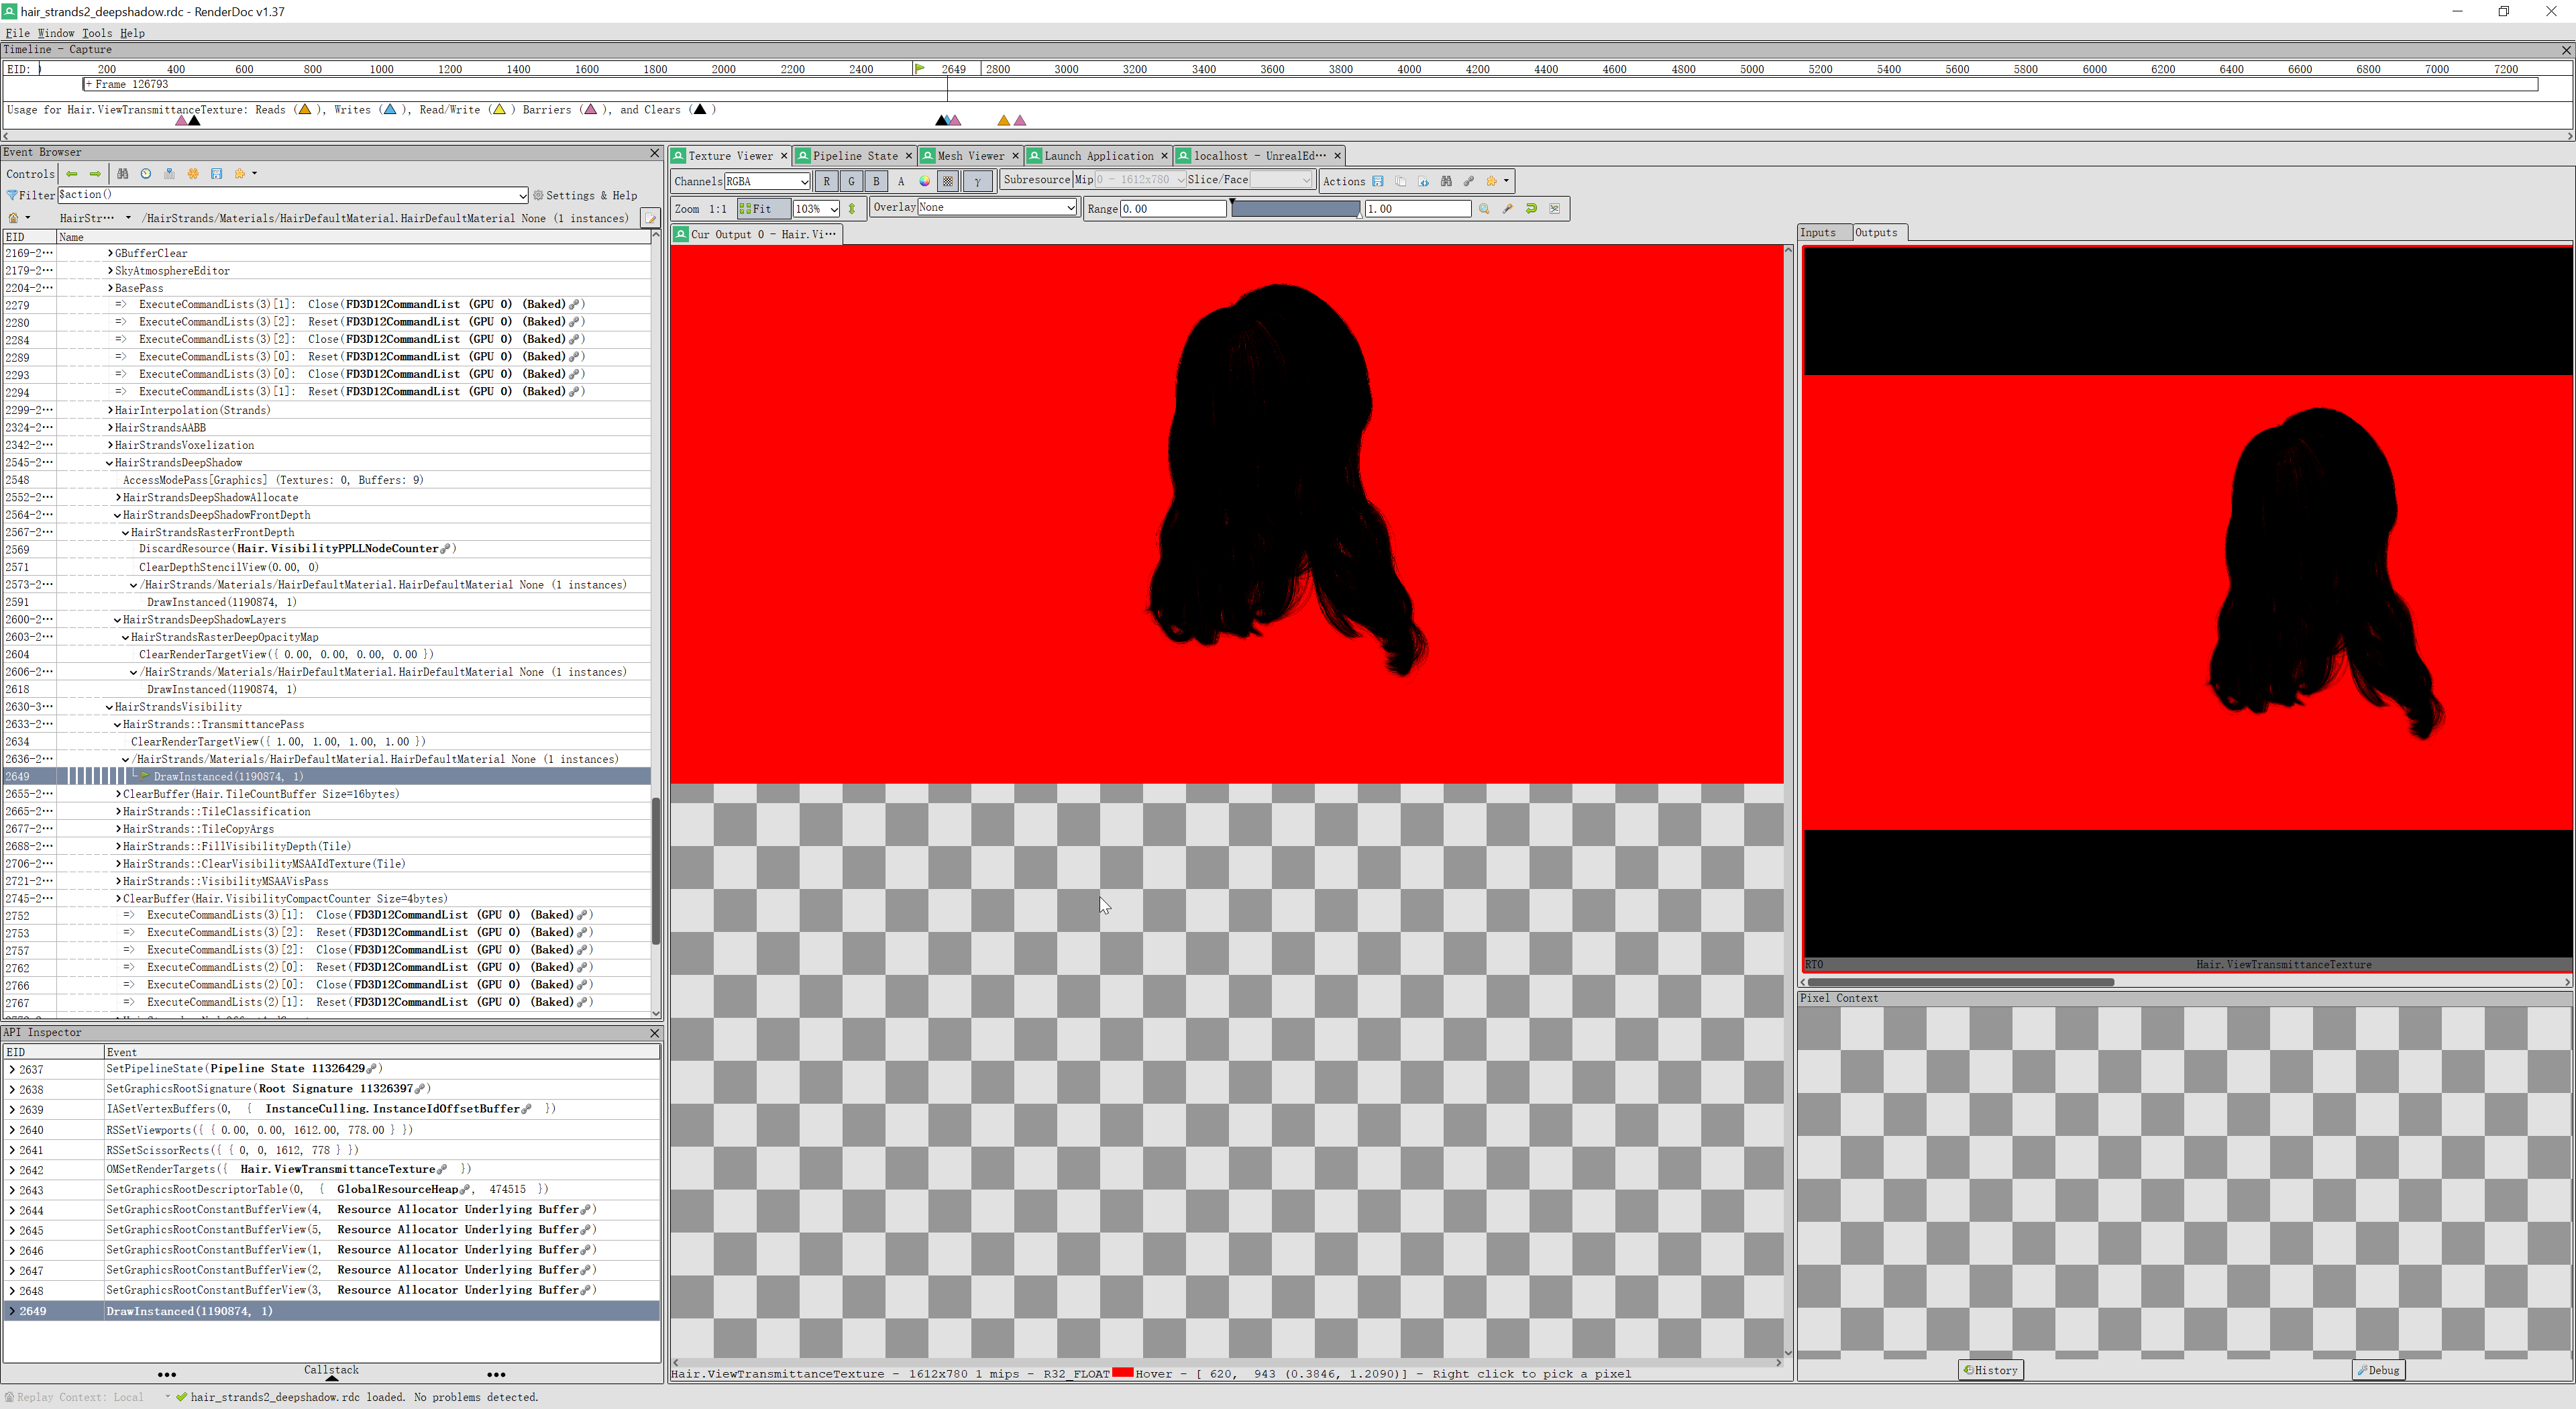 hair_strands2_deepshadow.rdc - RenderDoc v1.37
File Window Tools Help
Timeline - Capture
EID: 200 400 600 800 1000 1200 1400 1600 1800 2000 2200 2400 2649 2800 3000 3200 3400 3600 3800 4000 4200 4400 4600 4800 5000 5200 5400 5600 5800 6000 6200 6400 6600 6800 7000 7200
+ Frame 126793
Usage for Hair.ViewTransmittanceTexture: Reads ( ), Writes ( ), Read/Write ( ) Barriers ( ), and Clears ( )
Event Browser
Controls
Filter $action() Settings & Help
HairStr··· /HairStrands/Materials/HairDefaultMaterial.HairDefaultMaterial None (1 instances)
EID Name
2169-2··· GBufferClear
2179-2··· SkyAtmosphereEditor
2204-2··· BasePass
2279 => ExecuteCommandLists(3)[1]: Close(FD3D12CommandList (GPU 0) (Baked))
2280 => ExecuteCommandLists(3)[2]: Reset(FD3D12CommandList (GPU 0) (Baked))
2284 => ExecuteCommandLists(3)[2]: Close(FD3D12CommandList (GPU 0) (Baked))
2289 => ExecuteCommandLists(3)[0]: Reset(FD3D12CommandList (GPU 0) (Baked))
2293 => ExecuteCommandLists(3)[0]: Close(FD3D12CommandList (GPU 0) (Baked))
2294 => ExecuteCommandLists(3)[1]: Reset(FD3D12CommandList (GPU 0) (Baked))
2299-2··· HairInterpolation(Strands)
2324-2··· HairStrandsAABB
2342-2··· HairStrandsVoxelization
2545-2··· HairStrandsDeepShadow
2548 AccessModePass[Graphics] (Textures: 0, Buffers: 9)
2552-2··· HairStrandsDeepShadowAllocate
2564-2··· HairStrandsDeepShadowFrontDepth
2567-2··· HairStrandsRasterFrontDepth
2569 DiscardResource(Hair.VisibilityPPLLNodeCounter)
2571 ClearDepthStencilView(0.00, 0)
2573-2··· /HairStrands/Materials/HairDefaultMaterial.HairDefaultMaterial None (1 instances)
2591 DrawInstanced(1190874, 1)
2600-2··· HairStrandsDeepShadowLayers
2603-2··· HairStrandsRasterDeepOpacityMap
2604 ClearRenderTargetView({ 0.00, 0.00, 0.00, 0.00 })
2606-2··· /HairStrands/Materials/HairDefaultMaterial.HairDefaultMaterial None (1 instances)
2618 DrawInstanced(1190874, 1)
2630-3··· HairStrandsVisibility
2633-2··· HairStrands::TransmittancePass
2634 ClearRenderTargetView({ 1.00, 1.00, 1.00, 1.00 })
2636-2··· /HairStrands/Materials/HairDefaultMaterial.HairDefaultMaterial None (1 instances)
2649 DrawInstanced(1190874, 1)
2655-2··· ClearBuffer(Hair.TileCountBuffer Size=16bytes)
2665-2··· HairStrands::TileClassification
2677-2··· HairStrands::TileCopyArgs
2688-2··· HairStrands::FillVisibilityDepth(Tile)
2706-2··· HairStrands::ClearVisibilityMSAAIdTexture(Tile)
2721-2··· HairStrands::VisibilityMSAAVisPass
2745-2··· ClearBuffer(Hair.VisibilityCompactCounter Size=4bytes)
2752 => ExecuteCommandLists(3)[1]: Close(FD3D12CommandList (GPU 0) (Baked))
2753 => ExecuteCommandLists(3)[2]: Reset(FD3D12CommandList (GPU 0) (Baked))
2757 => ExecuteCommandLists(3)[2]: Close(FD3D12CommandList (GPU 0) (Baked))
2762 => ExecuteCommandLists(2)[0]: Reset(FD3D12CommandList (GPU 0) (Baked))
2766 => ExecuteCommandLists(2)[0]: Close(FD3D12CommandList (GPU 0) (Baked))
2767 => ExecuteCommandLists(2)[1]: Reset(FD3D12CommandList (GPU 0) (Baked))
API Inspector
EID Event
2637 SetPipelineState(Pipeline State 11326429)
2638 SetGraphicsRootSignature(Root Signature 11326397)
2639 IASetVertexBuffers(0, { InstanceCulling.InstanceIdOffsetBuffer })
2640 RSSetViewports({ { 0.00, 0.00, 1612.00, 778.00 } })
2641 RSSetScissorRects({ { 0, 0, 1612, 778 } })
2642 OMSetRenderTargets({ Hair.ViewTransmittanceTexture })
2643 SetGraphicsRootDescriptorTable(0, { GlobalResourceHeap, 474515 })
2644 SetGraphicsRootConstantBufferView(4, Resource Allocator Underlying Buffer)
2645 SetGraphicsRootConstantBufferView(5, Resource Allocator Underlying Buffer)
2646 SetGraphicsRootConstantBufferView(1, Resource Allocator Underlying Buffer)
2647 SetGraphicsRootConstantBufferView(2, Resource Allocator Underlying Buffer)
2648 SetGraphicsRootConstantBufferView(3, Resource Allocator Underlying Buffer)
2649 DrawInstanced(1190874, 1)
Callstack
Replay Context: Local hair_strands2_deepshadow.rdc loaded. No problems detected.
Texture Viewer Pipeline State Mesh Viewer Launch Application localhost - UnrealEd···
Channels RGBA R G B A γ Subresource Mip 0 - 1612x780 Slice/Face Actions
Zoom 1:1 Fit 103% Overlay None Range 0.00 1.00
Cur Output 0 - Hair.Vi···
Hair.ViewTransmittanceTexture - 1612x780 1 mips - R32_FLOAT Hover - [ 620, 943 (0.3846, 1.2090)] - Right click to pick a pixel
Inputs Outputs
RT0 Hair.ViewTransmittanceTexture
Pixel Context
History Debug